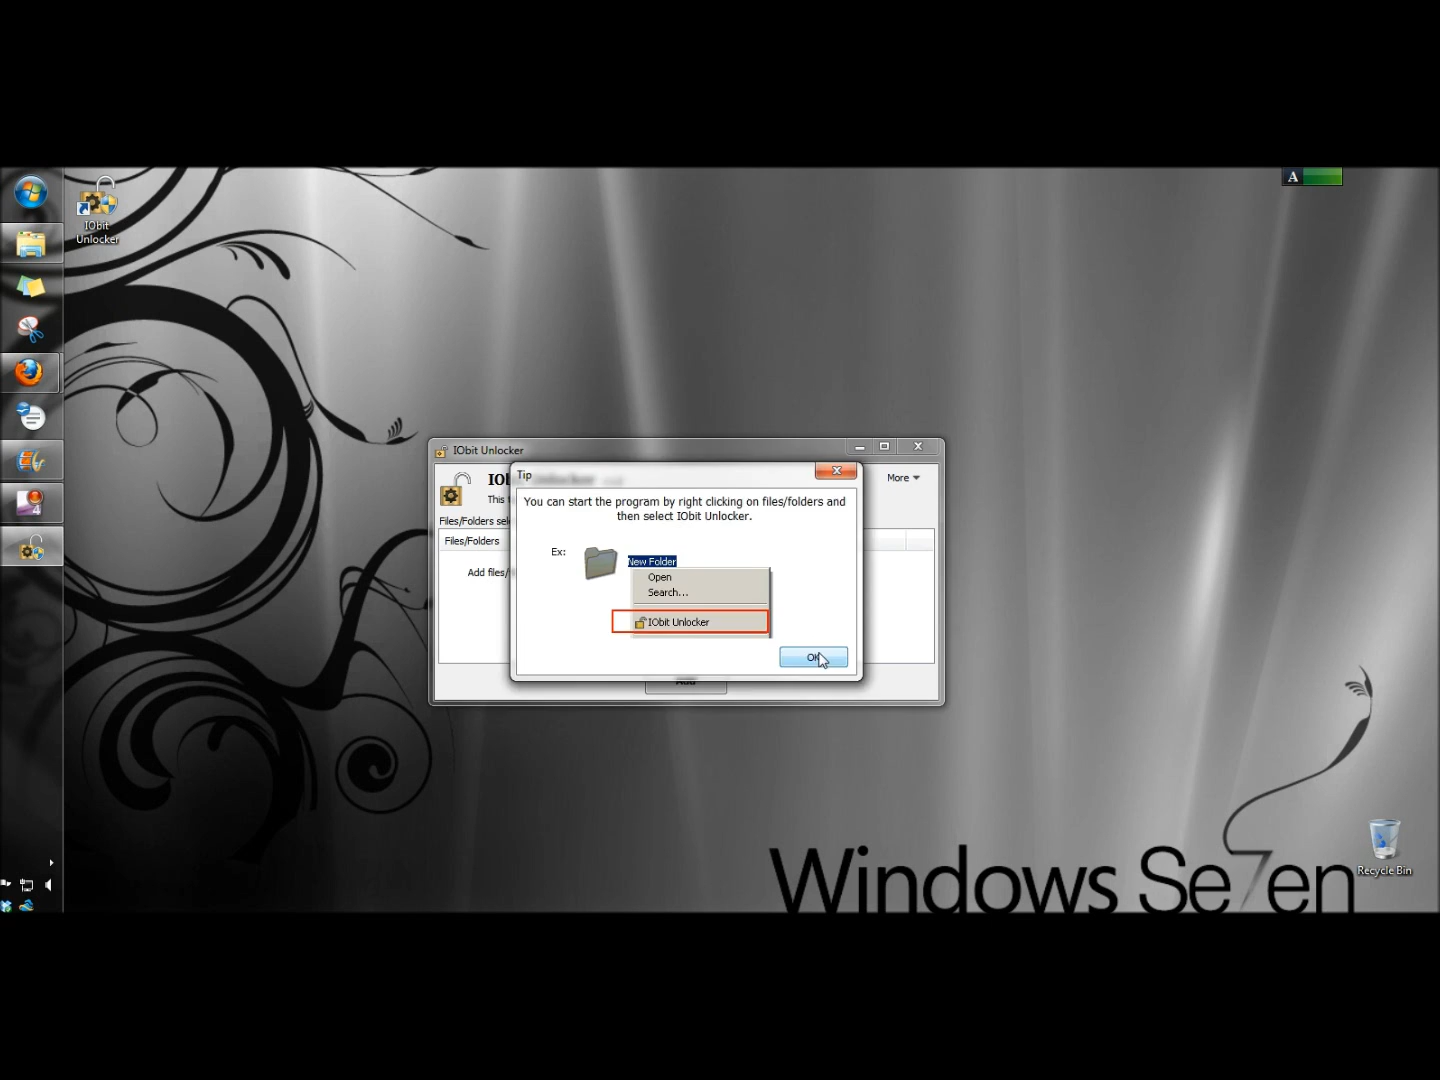 A
IObit
Unlocker
IObit Unlocker
More
Tip
You can start the program by right clicking on files/folders and
then select IObit Unlocker.
This
Files/Folders
Files/Folders
Add files/
Ex:
New Folder
Open
Search...
IObit Unlocker
OK
Add
4
Recycle Bin
Windows Se7en